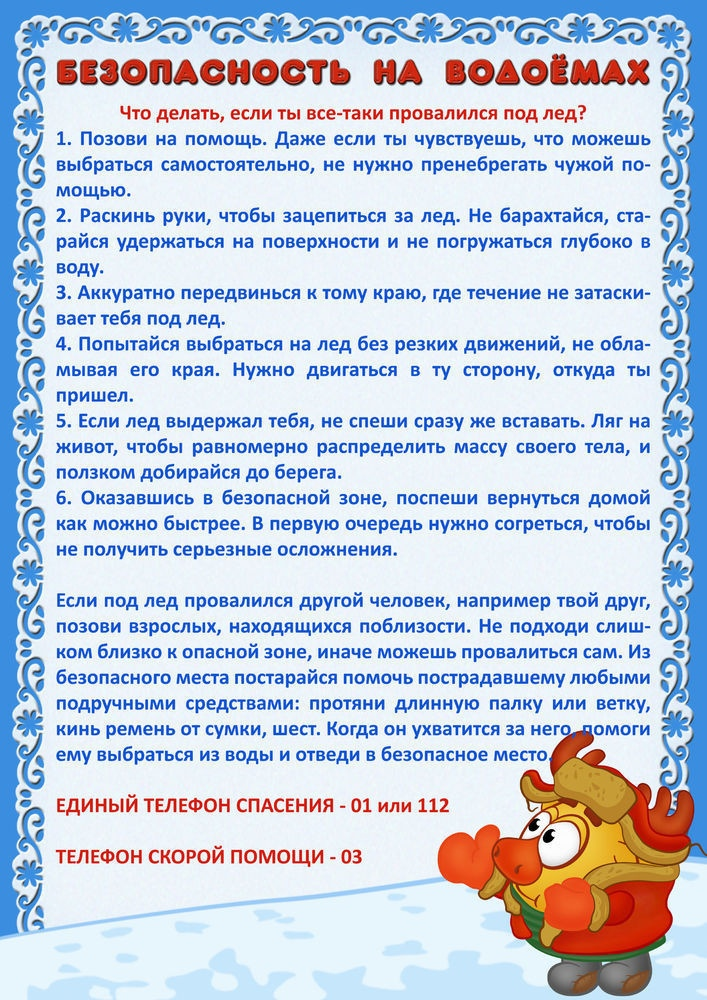 БЕЗОПАСНОСТЬ НА ВОДОЁМАХ
Что делать, если ты все-таки провалился под лед?
1. Позови на помощь. Даже если ты чувствуешь, что можешь
выбраться самостоятельно, не нужно пренебрегать чужой по-
мощью.
2. Раскинь руки, чтобы зацепиться за лед. Не барахтайся, ста-
райся удержаться на поверхности и не погружаться глубоко в
воду.
3. Аккуратно передвинься к тому краю, где течение не затаски-
вает тебя под лед.
4. Попытайся выбраться на лед без резких движений, не обла-
мывая его края. Нужно двигаться в ту сторону, откуда ты
пришел.
5. Если лед выдержал тебя, не спеши сразу же вставать. Ляг на
живот, чтобы равномерно распределить массу своего тела, и
ползком добирайся до берега.
6. Оказавшись в безопасной зоне, поспеши вернуться домой
как можно быстрее. В первую очередь нужно согреться, чтобы
не получить серьезные осложнения.
Если под лед провалился другой человек, например твой друг,
позови взрослых, находящихся поблизости. Не подходи слиш-
ком близко к опасной зоне, иначе можешь провалиться сам. Из
безопасного места постарайся помочь пострадавшему любыми
подручными средствами: протяни длинную палку или ветку,
кинь ремень от сумки, шест. Когда он ухватится за него, помоги
ему выбраться из воды и отведи в безопасное место.
ЕДИНЫЙ ТЕЛЕФОН СПАСЕНИЯ - 01 или 112
ТЕЛЕФОН СКОРОЙ ПОМОЩИ - 03